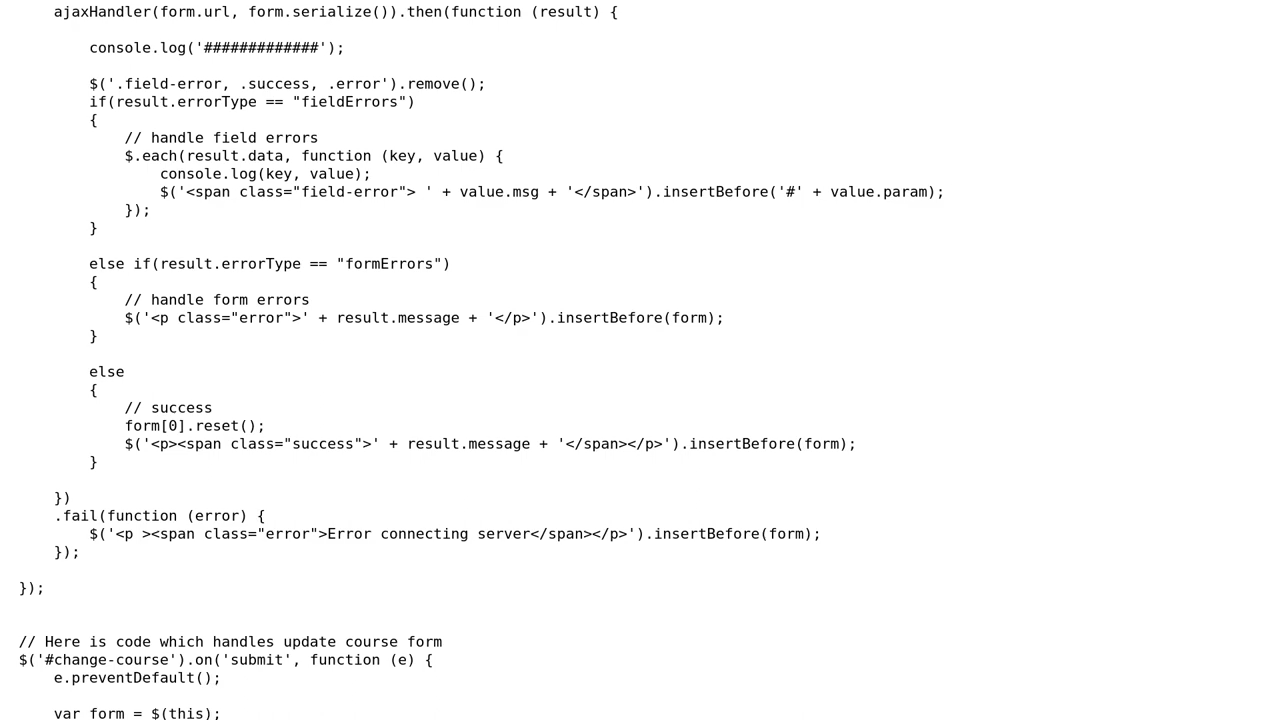 ajaxHandler(form.url, form.serialize()).then(function (result) {
console.log('#############');
$('.field-error, .success, .error').remove();
if(result.errorType == "fieldErrors")
{
// handle field errors
$.each(result.data, function (key, value) {
console.log(key, value);
$('<span class="field-error"> ' + value.msg + '</span>').insertBefore('#' + value.param);
});
}
else if(result.errorType == "formErrors")
{
// handle form errors
$('<p class="error">' + result.message + '</p>').insertBefore(form);
}
else
{
// success
form[0].reset();
$('<p><span class="success">' + result.message + '</span></p>').insertBefore(form);
}
})
.fail(function (error) {
$('<p ><span class="error">Error connecting server</span></p>').insertBefore(form);
});
});
// Here is code which handles update course form
$('#change-course').on('submit', function (e) {
e.preventDefault();
var form = $(this);